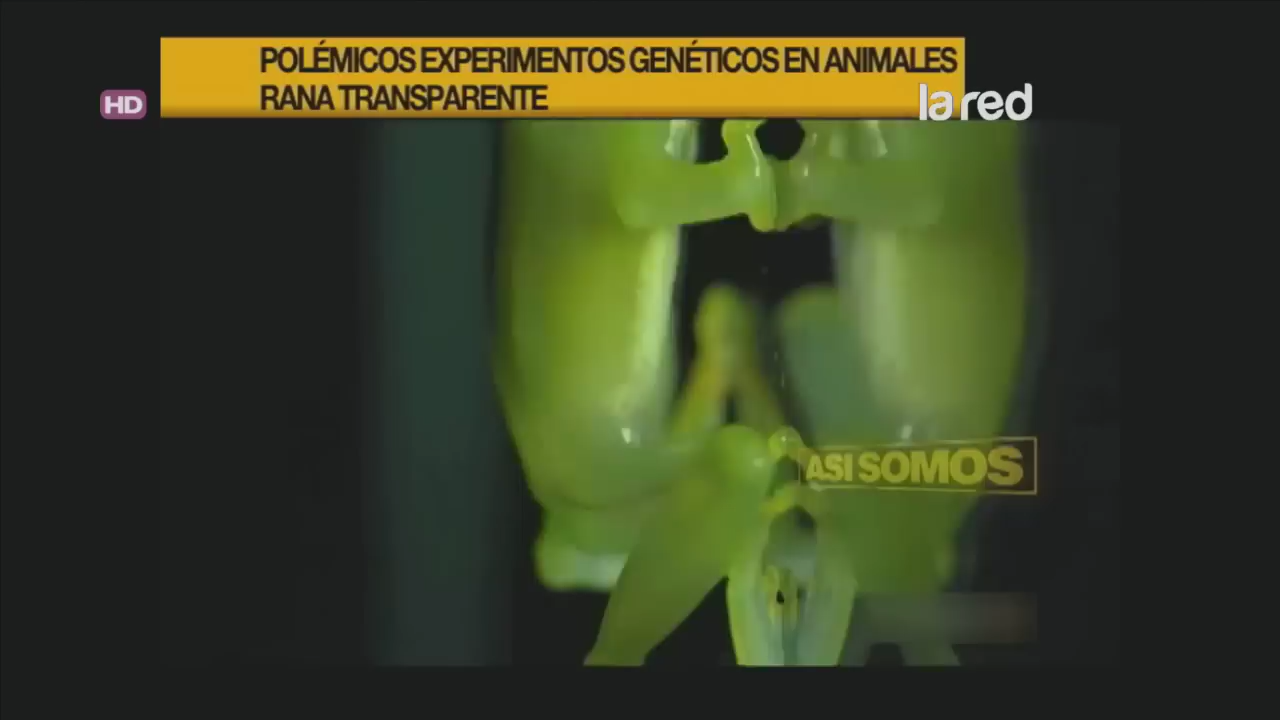 POLÉMICOS EXPERIMENTOS GENÉTICOS EN ANIMALES
RANA TRANSPARENTE
HD
la red
ASI SOMOS